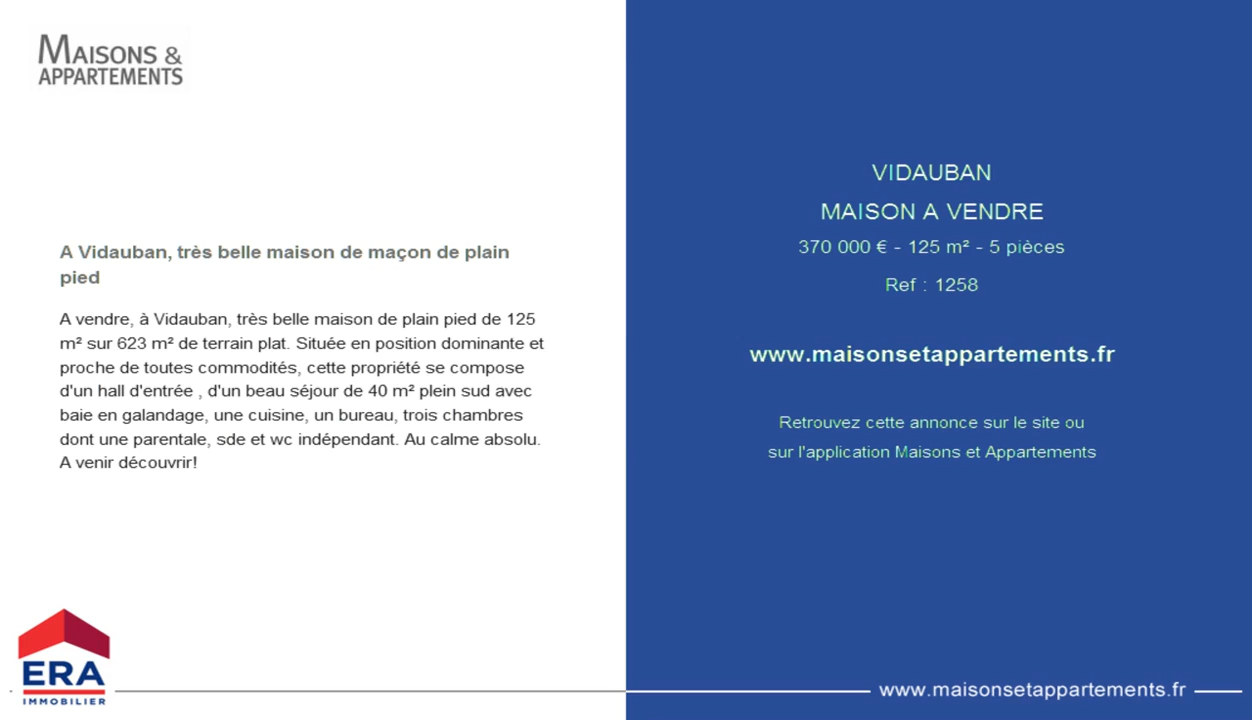 MAISONS &
APPARTEMENTS
A Vidauban, très belle maison de maçon de plain
pied
A vendre, à Vidauban, très belle maison de plain pied de 125
m² sur 623 m² de terrain plat. Située en position dominante et
proche de toutes commodités, cette propriété se compose
d'un hall d'entrée , d'un beau séjour de 40 m² plein sud avec
baie en galandage, une cuisine, un bureau, trois chambres
dont une parentale, sde et wc indépendant. Au calme absolu.
A venir découvrir!
ERA
IMMOBILIER
VIDAUBAN
MAISON A VENDRE
370 000 € - 125 m² - 5 pièces
Ref : 1258
www.maisonsetappartements.fr
Retrouvez cette annonce sur le site ou
sur l'application Maisons et Appartements
www.maisonsetappartements.fr